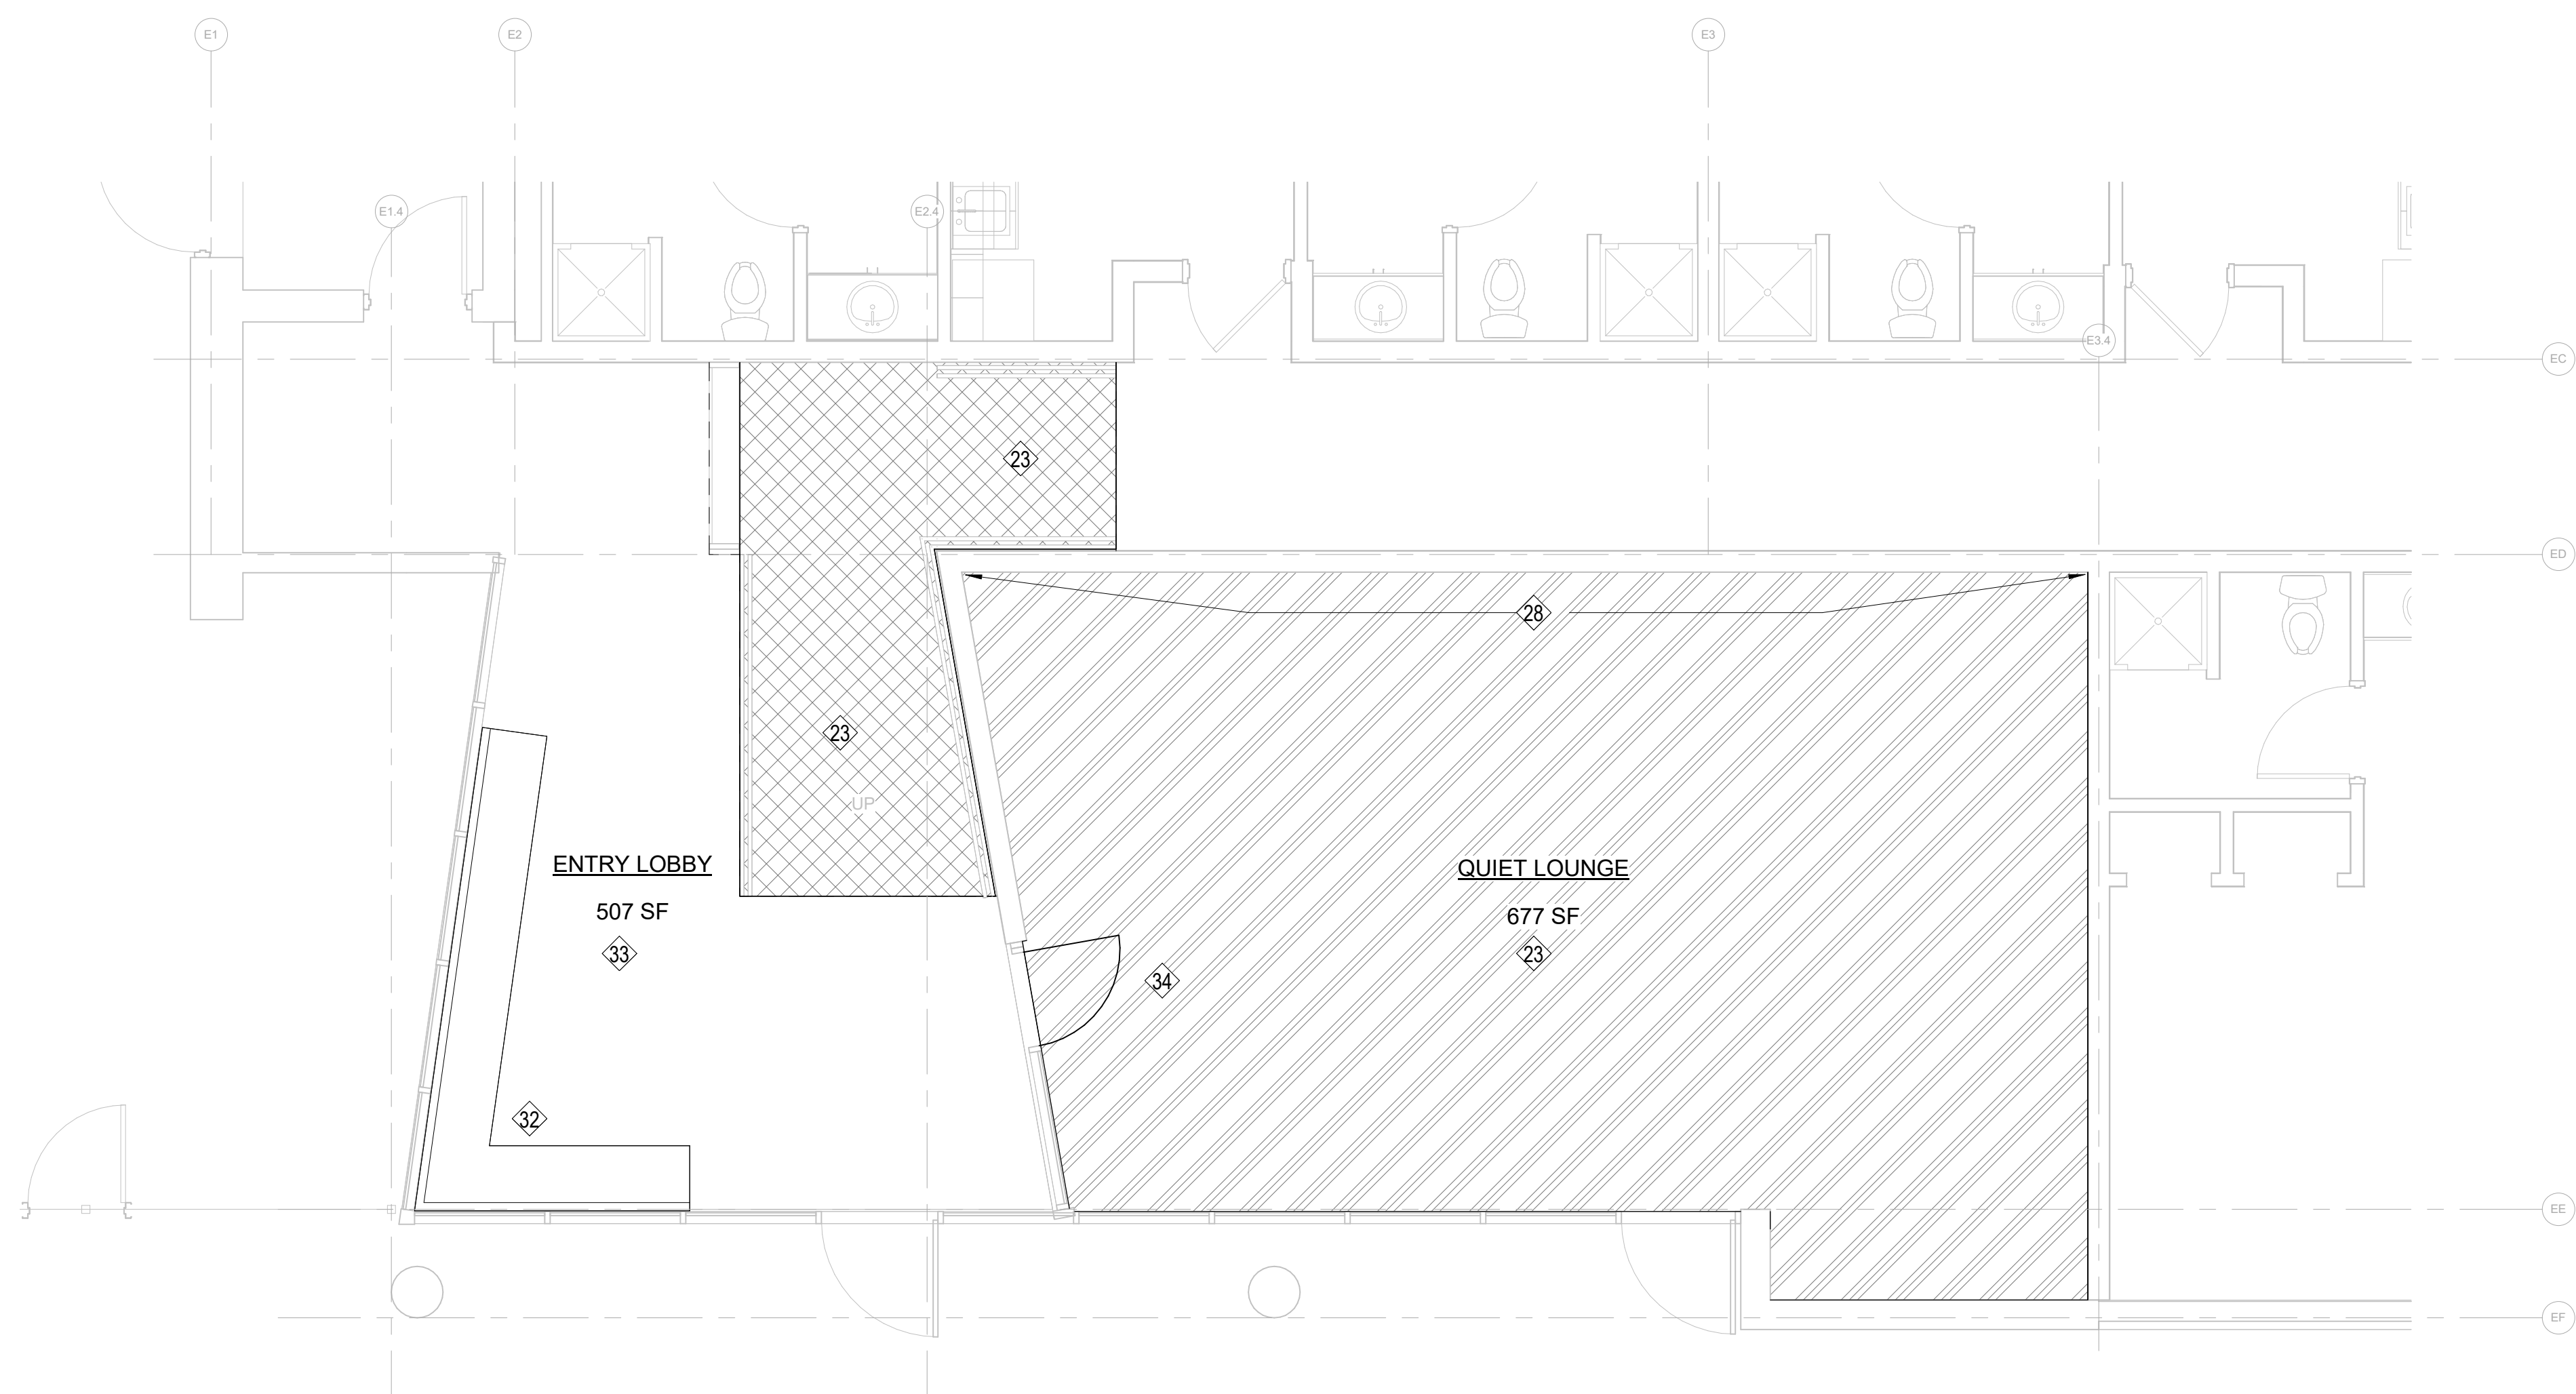 E1
E2
E3
E1.4
E2.4
E3.4
EC
23
ED
28
23
UP
ENTRY LOBBY
QUIET LOUNGE
507 SF
677 SF
33
23
34
32
EE
EF